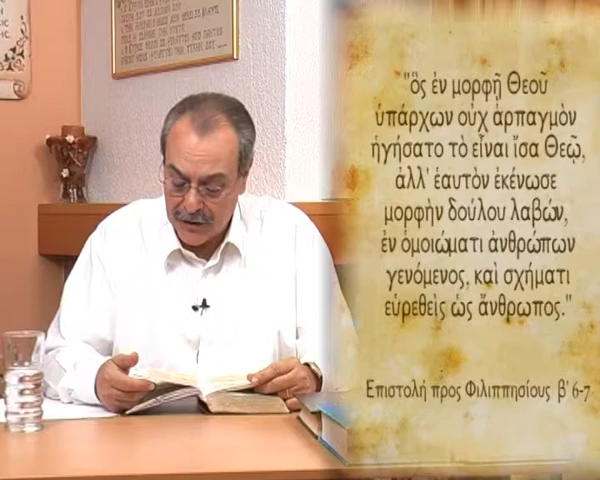 "ὃς ἐν μορφῇ Θεοῦ
ὑπάρχων οὐχ ἁρπαγμὸν
ἡγήσατο τὸ εἶναι ἴσα Θεῷ,
ἀλλ' ἑαυτὸν ἐκένωσε
μορφὴν δούλου λαβών,
ἐν ὁμοιώματι ἀνθρώπων
γενόμενος, καὶ σχήματι
εὑρεθεὶς ὡς ἄνθρωπος."
Επιστολή προς Φιλιππησίους β' 6-7